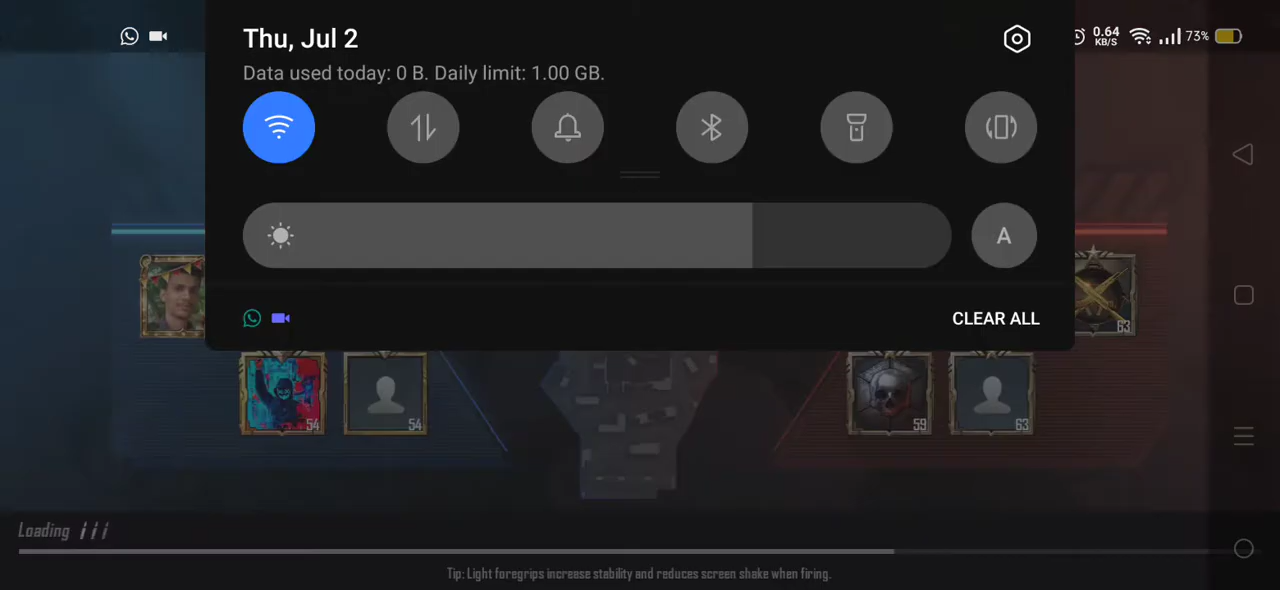 Thu, Jul 2
0.64
KB/S
73%
Data used today: 0 B. Daily limit: 1.00 GB.
A
CLEAR ALL
63
54
54
59
63
Loading
Tip: Light foregrips increase stability and reduces screen shake when firing.